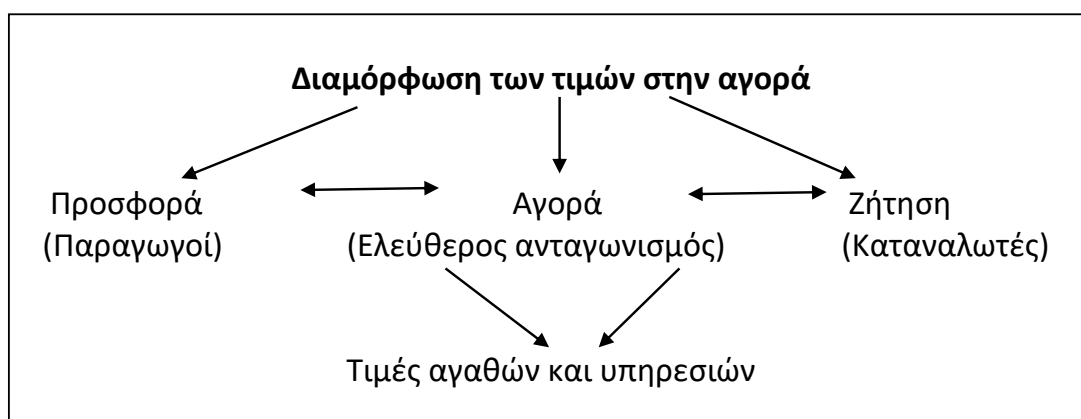 Διαμόρφωση των τιμών στην αγορά
Προσφορά Αγορά Ζήτηση
(Παραγωγοί) (Ελεύθερος ανταγωνισμός) (Καταναλωτές)
Τιμές αγαθών και υπηρεσιών